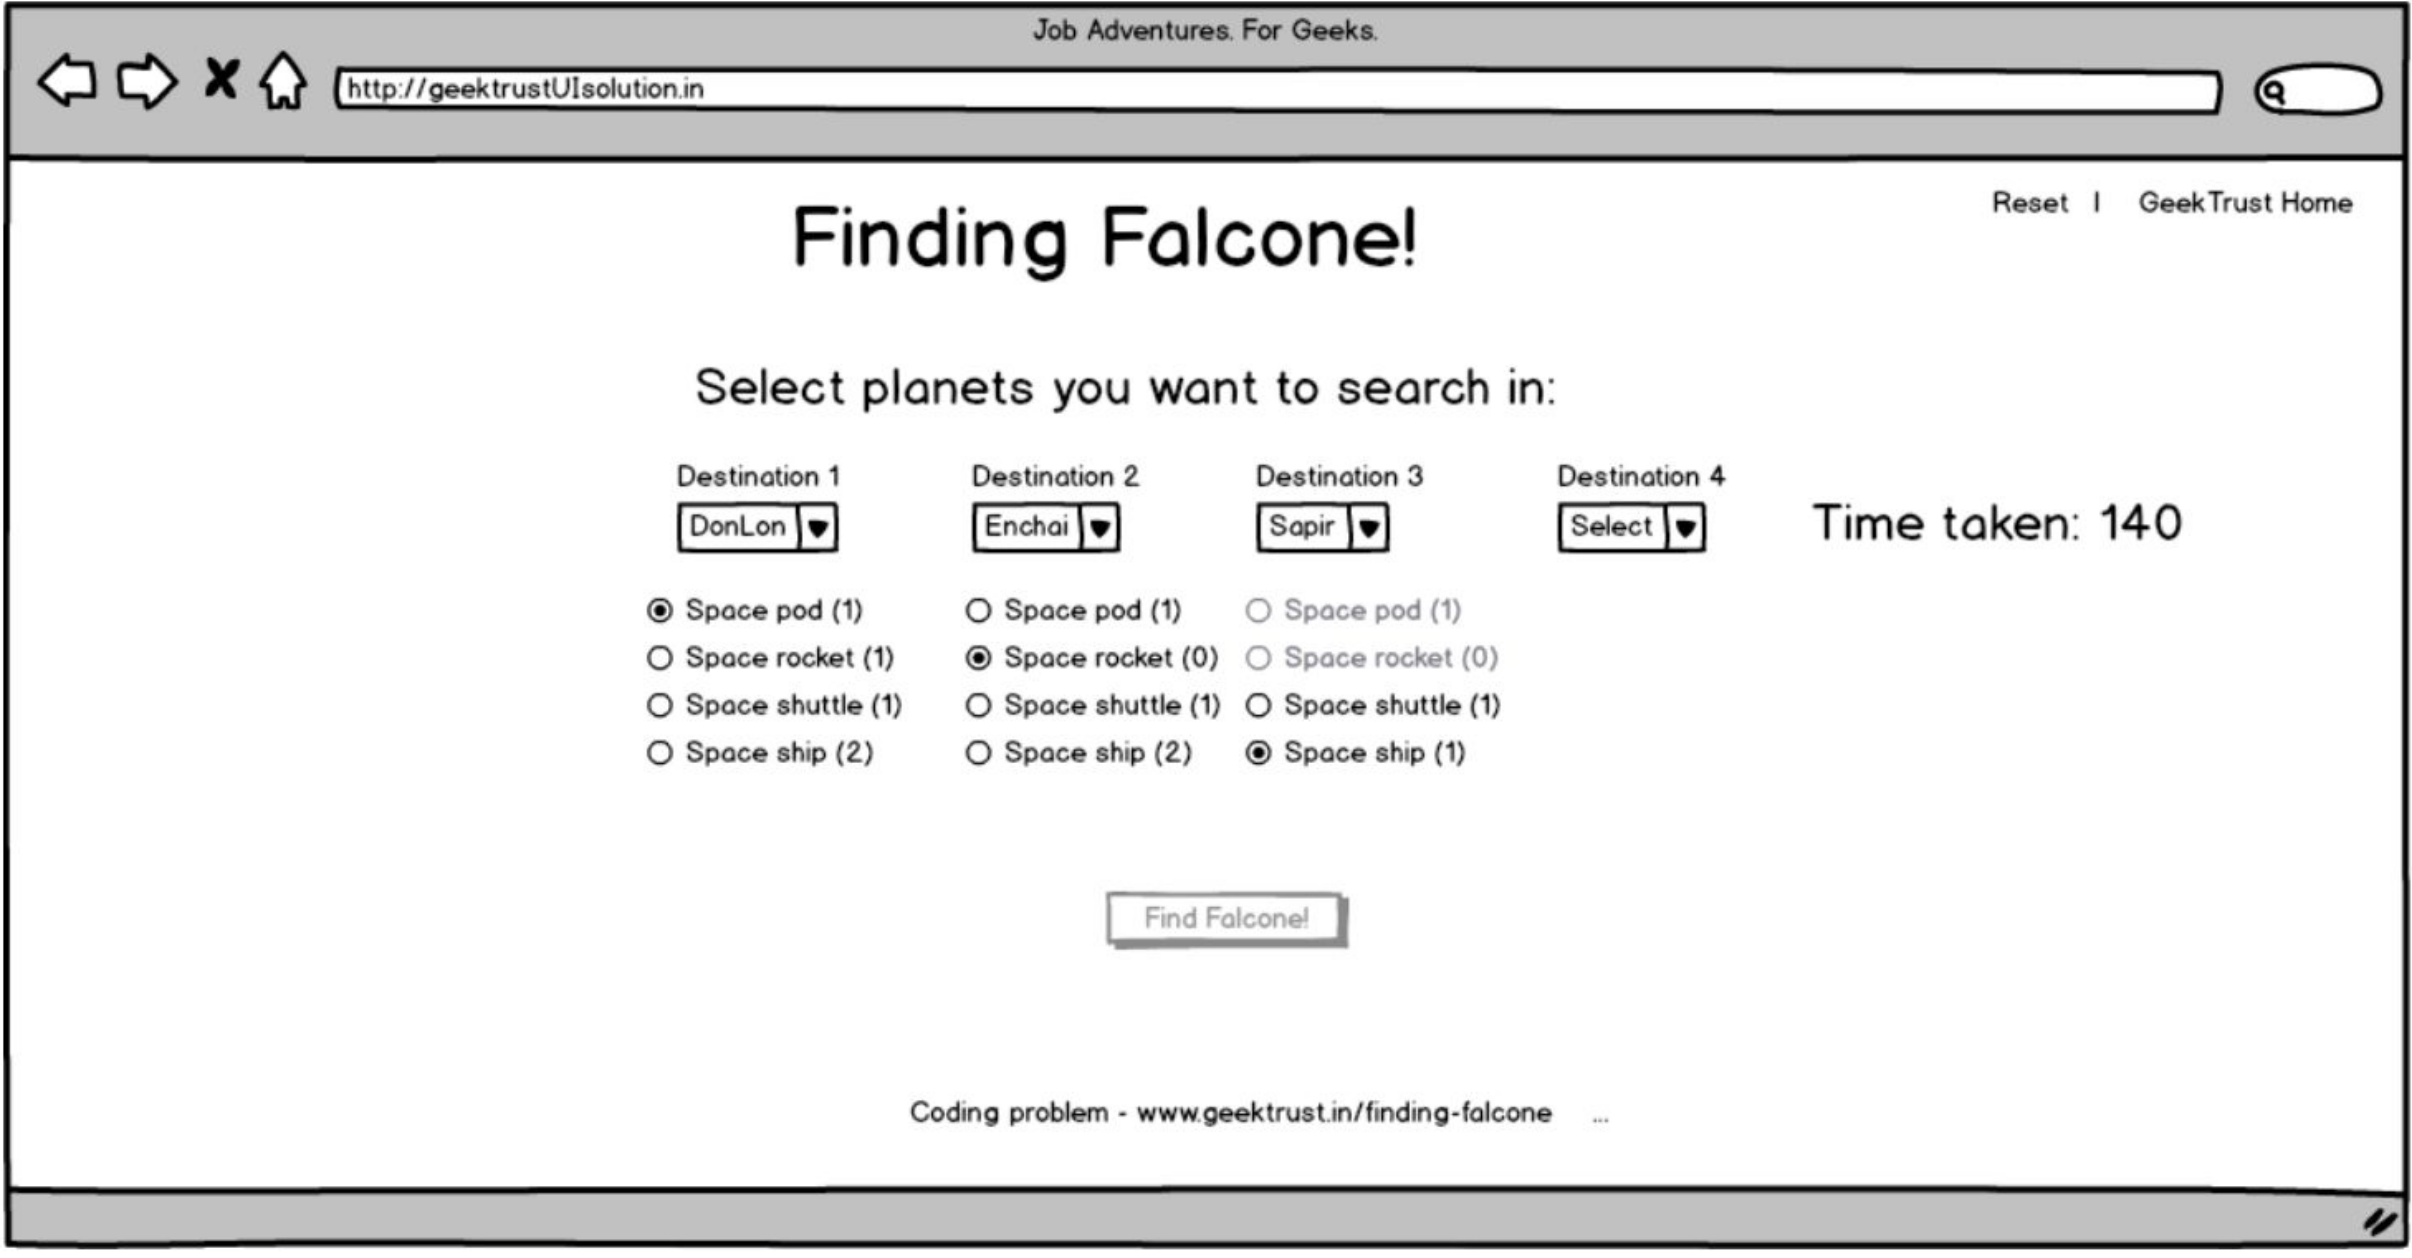 Job Adventures. For Geeks.
http://geektrustUIsolution.in
Reset | GeekTrust Home
Finding Falcone!
Select planets you want to search in:
Destination 1 Destination 2 Destination 3 Destination 4
DonLon Enchai Sapir Select Time taken: 140
Space pod (1) Space pod (1) Space pod (1)
Space rocket (1) Space rocket (0) Space rocket (0)
Space shuttle (1) Space shuttle (1) Space shuttle (1)
Space ship (2) Space ship (2) Space ship (1)
Find Falcone!
Coding problem - www.geektrust.in/finding-falcone ...